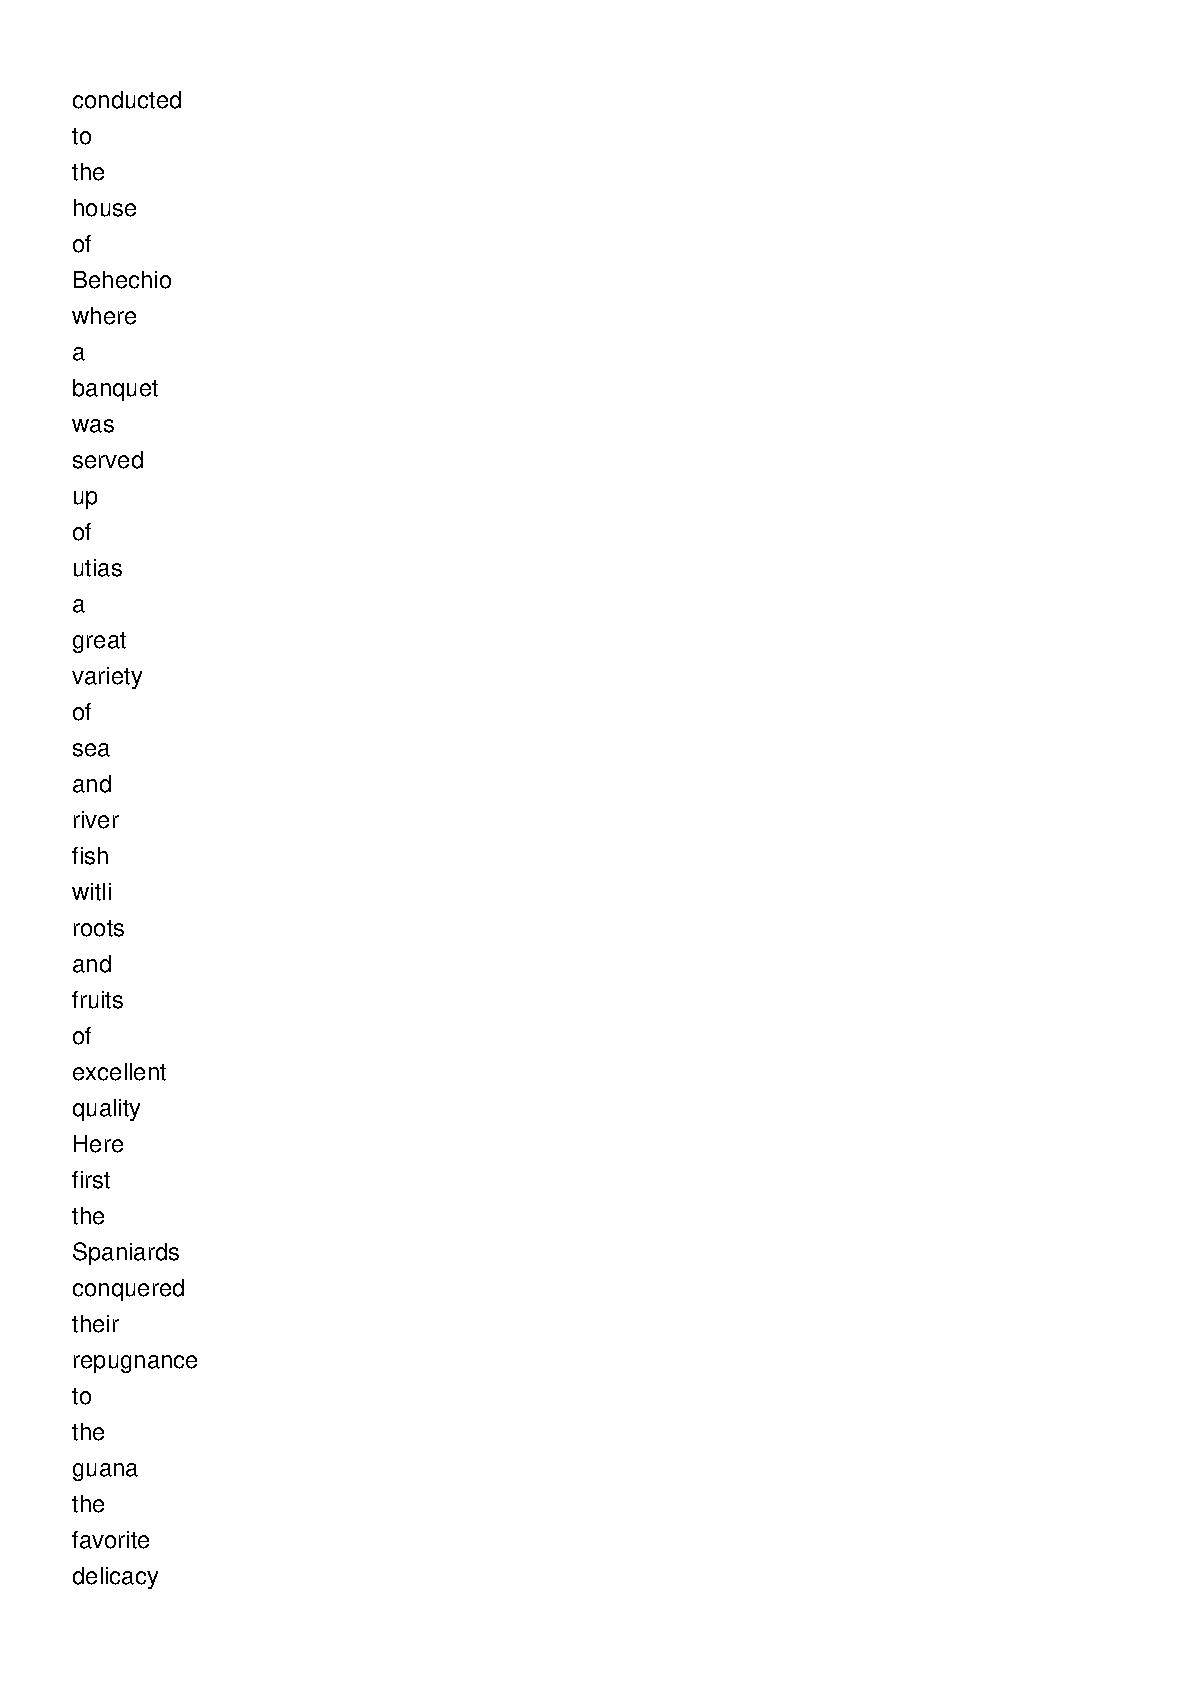 conducted
to
the
house
of
Behechio
where
a
banquet
was
served
up
of
utias
a
great
variety
of
sea
and
river
fish
witli
roots
and
fruits
of
excellent
quality
Here
first
the
Spaniards
conquered
their
repugnance
to
the
guana
the
favorite
delicacy